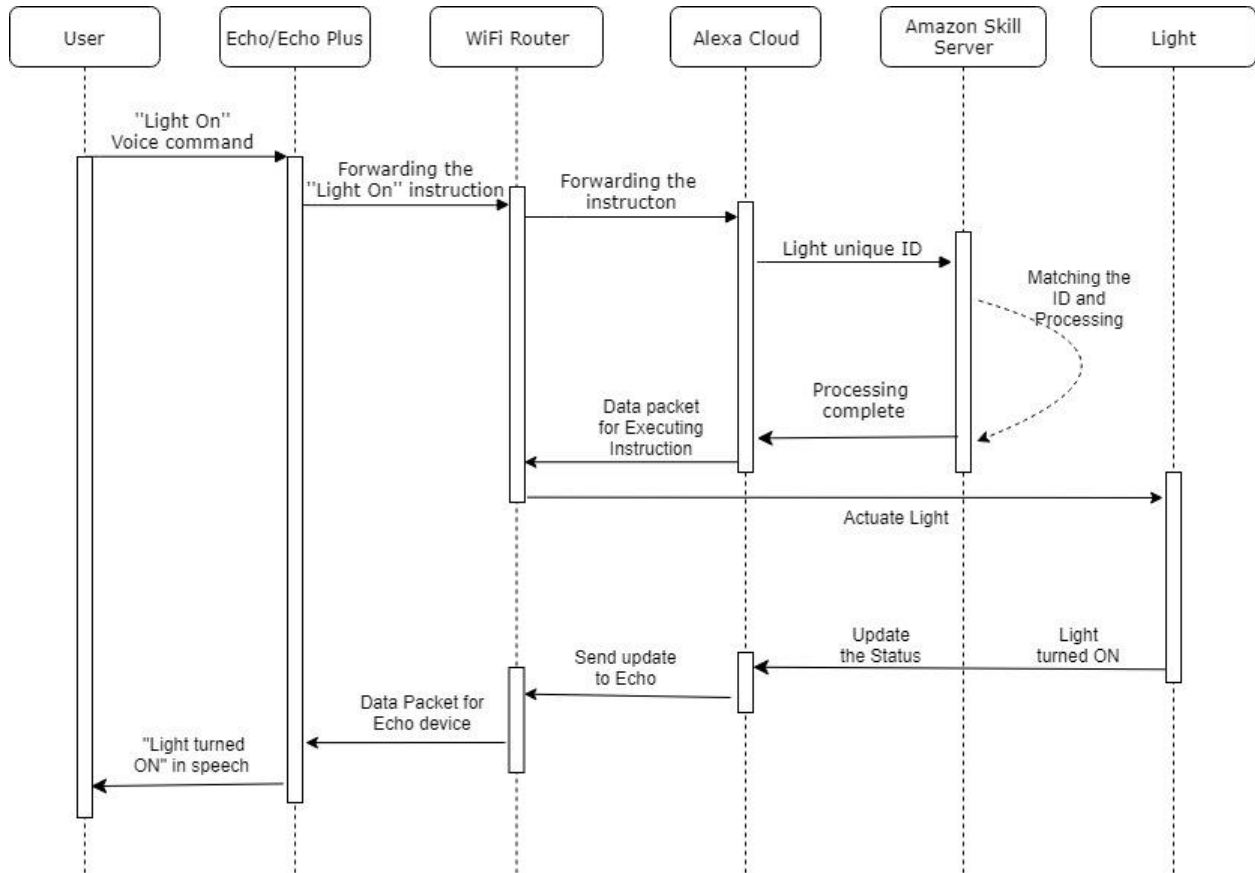 User
Echo/Echo Plus
WiFi Router
Alexa Cloud
Amazon Skill
Server
Light
"Light On"
Voice command
Forwarding the
"Light On" instruction
Forwarding the
instructon
Light unique ID
Matching the
ID and
Processing
Processing
complete
Data packet
for Executing
Instruction
Actuate Light
Light
turned ON
Update
the Status
Send update
to Echo
Data Packet for
Echo device
"Light turned
ON" in speech